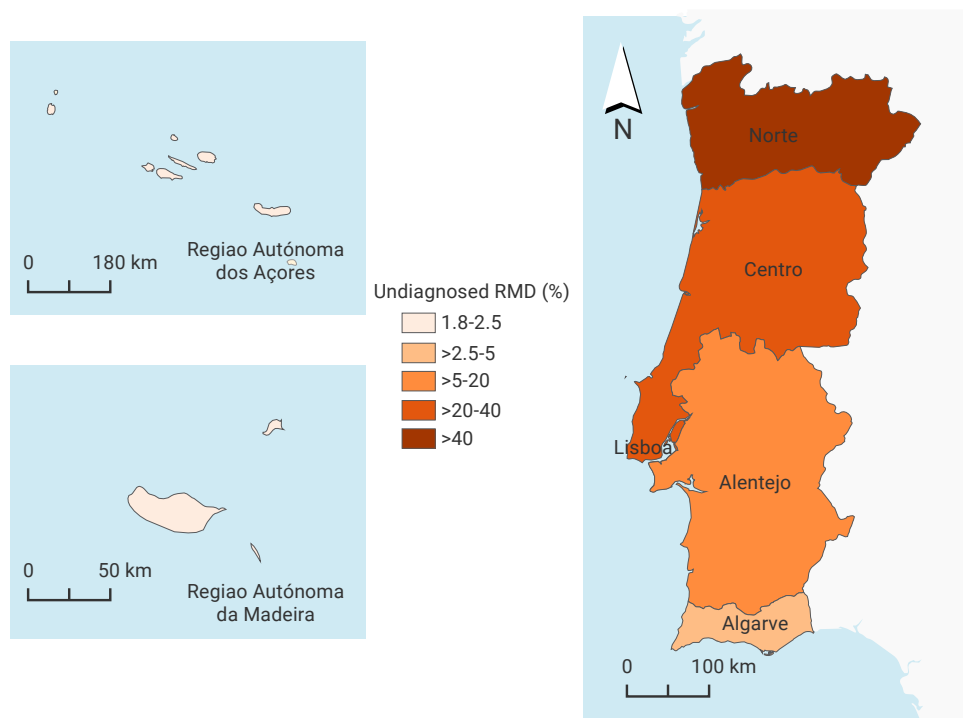 Regiao Autónoma
dos Açores
0 180 km
Undiagnosed RMD (%)
1.8-2.5
>2.5-5
>5-20
>20-40
>40
Regiao Autónoma
da Madeira
0 50 km
N
Norte
Centro
Lisboa
Alentejo
Algarve
0 100 km